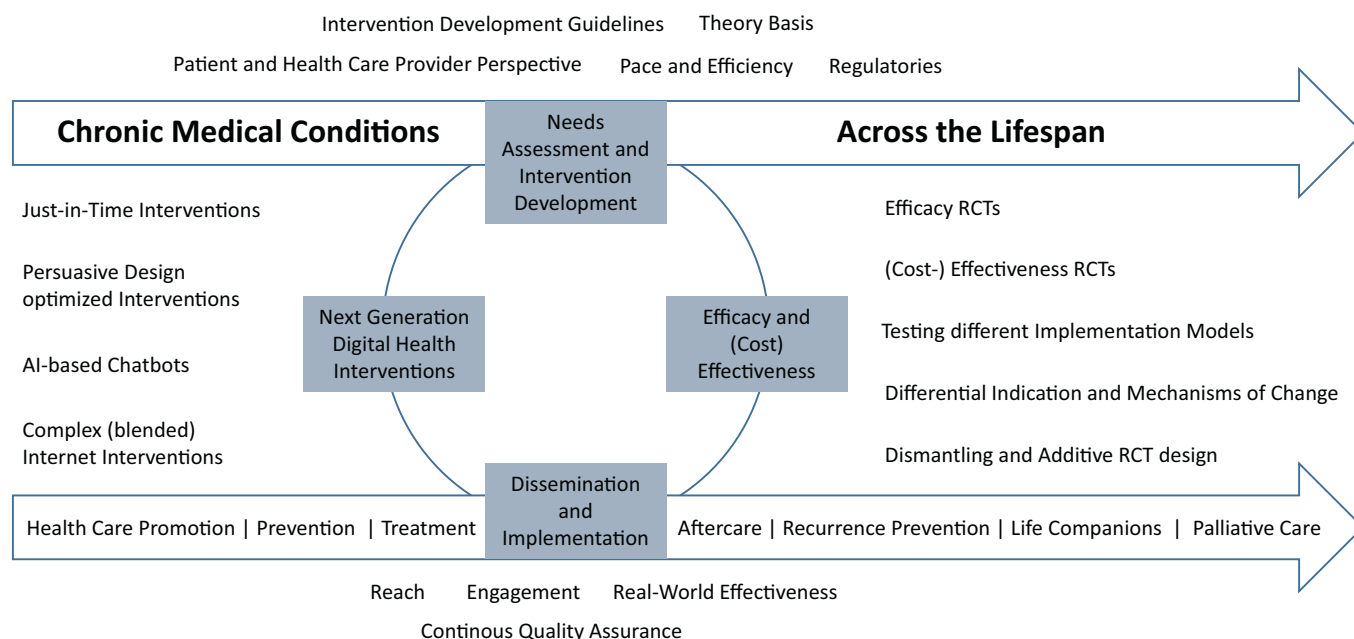 Intervention Development Guidelines Theory Basis
Patient and Health Care Provider Perspective Pace and Efficiency Regulatories
Chronic Medical Conditions
Needs
Assessment and
Intervention
Development
Across the Lifespan
Just-in-Time Interventions
Persuasive Design
optimized Interventions
AI-based Chatbots
Complex (blended)
Internet Interventions
Next Generation
Digital Health
Interventions
Efficacy and
(Cost)
Effectiveness
Efficacy RCTs
(Cost-) Effectiveness RCTs
Testing different Implementation Models
Differential Indication and Mechanisms of Change
Dismantling and Additive RCT design
Health Care Promotion | Prevention | Treatment
Dissemination
and
Implementation
Aftercare | Recurrence Prevention | Life Companions | Palliative Care
Reach Engagement Real-World Effectiveness
Continous Quality Assurance